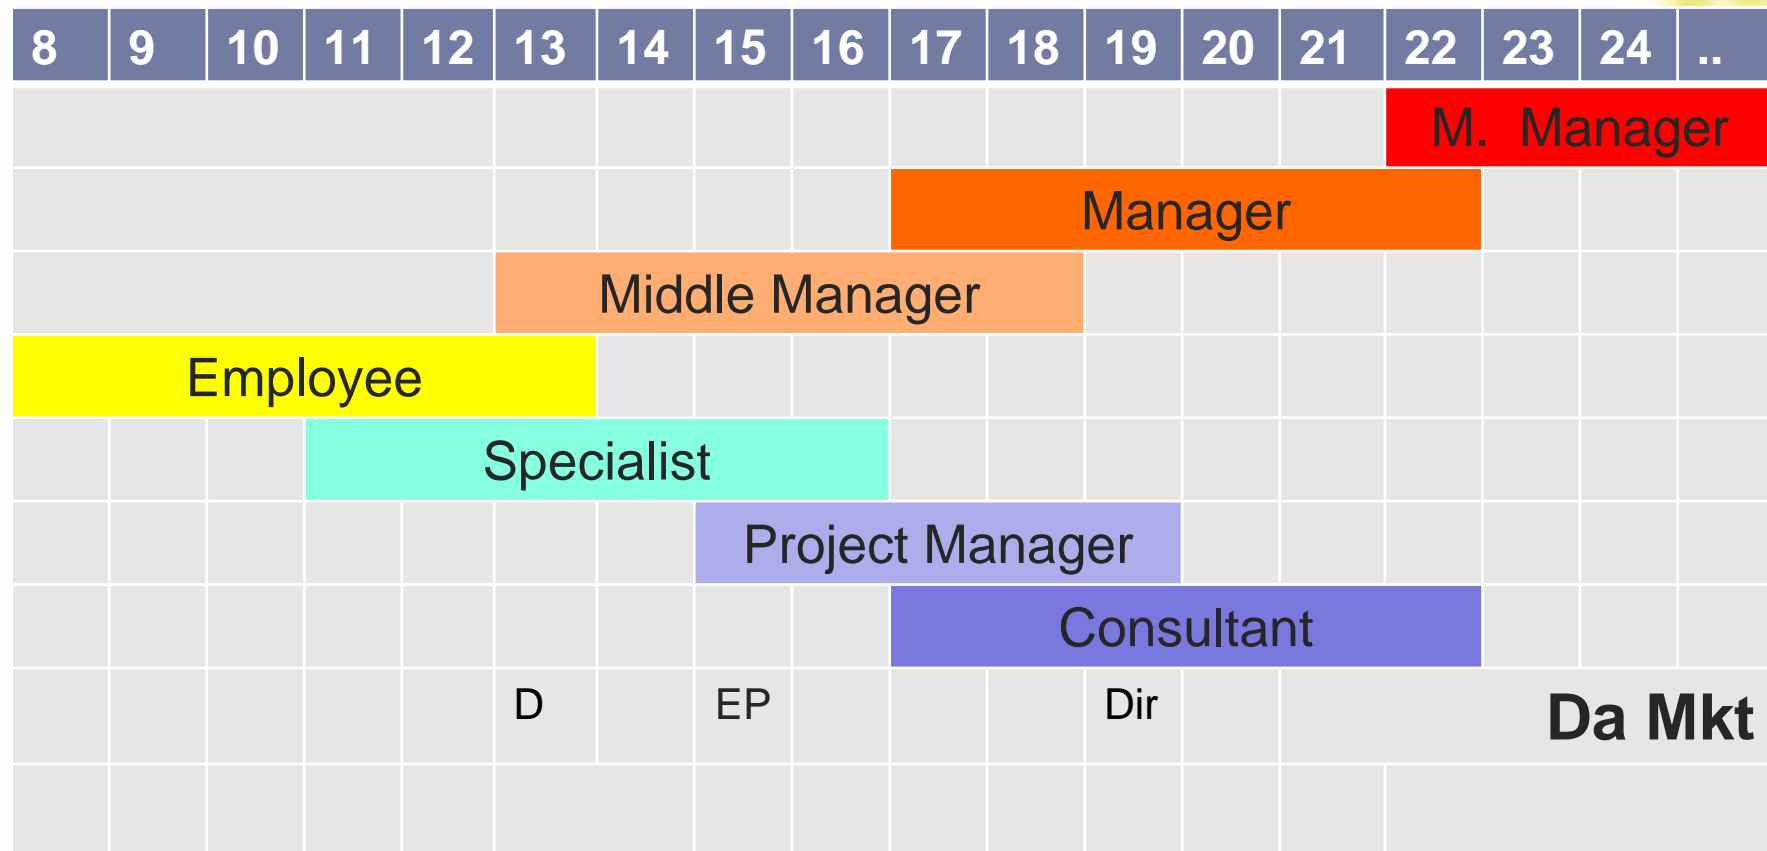 8 9 10 11 12 13 14 15 16 17 18 19 20 21 22 23 24 ..
M. Manager
Manager
Middle Manager
Employee
Specialist
Project Manager
Consultant
D EP Dir Da Mkt